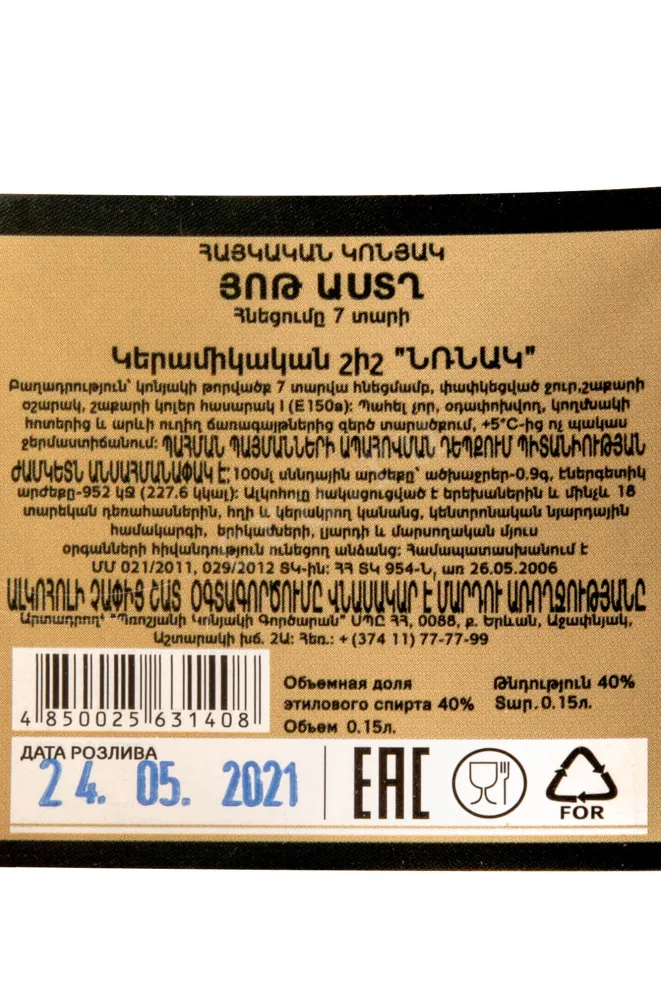 ՀԱՅԿԱԿԱՆ ԿՈՆՅԱԿ
ՅՈԹ ԱՍՏՂ
Հնեցումը 7 տարի
Կերամիկական շիշ "ՆՌՆԱԿ"
Բաղադրություն՝ կոնյակի թորվածք 7 տարվա հնեցմամբ, փափկեցված ջուր,շաքարի
օշարակ, շաքարի կոլեր հասարակ I (E150a): Պահել չոր, օդափոխվող, կողմնակի
հոտերից և արևի ուղիղ ճառագայթներից զերծ տարածքում, +5°C-ից ոչ պակաս
ջերմաստիճանում: ՊԱՀՄԱՆ ՊԱՅՄԱՆՆԵՐԻ ԱՊԱՀՈՎՄԱՆ ԴԵՊՔՈՒՄ ՊԻՏԱՆԻՈՒԹՅԱՆ
ԺԱՄԿԵՏՆ ԱՆՍԱՀՄԱՆԱՓԱԿ Է: 100մլ սննդային արժեքը՝ ածխաջրեր-0.9գ, էներգետիկ
արժեքը-952 կՋ (227.6 կկալ): Ալկոհոլը հակացուցված է երեխաներին և մինչև 18
տարեկան դեռահասներին, հղի և կերակրող կանանց, կենտրոնական նյարդային
համակարգի, երիկամների, լյարդի և մարսողական մյուս
օրգանների հիվանդություն ունեցող անձանց: Համապատասխանում է
ՄՄ 021/2011, 029/2012 ՏԿ-ին: ՀՀ ՏԿ 954-Ն, առ 26.05.2006
ԱԼԿՈՀՈԼԻ ՉԱՓԻՑ ՇԱՏ ՕԳՏԱԳՈՐԾՈՒՄԸ ՎՆԱՍԱԿԱՐ Է ՄԱՐԴՈՒ ԱՌՈՂՋՈՒԹՅԱՆԸ
Արտադրող՝ "Պռոշյանի Կոնյակի Գործարան" ՍՊԸ ՀՀ, 0088, ք. Երևան, Աջափնյակ,
Աշտարակի խճ. 2Ա: Հեռ.: +(374 11) 77-77-99
4 850025 631408
Объемная доля
этилового спирта 40%
Объем 0.15л.
Թնդություն 40%
Տար.0.15լ.
ДАТА РОЗЛИВА
24. 05. 2021
EAC
FOR